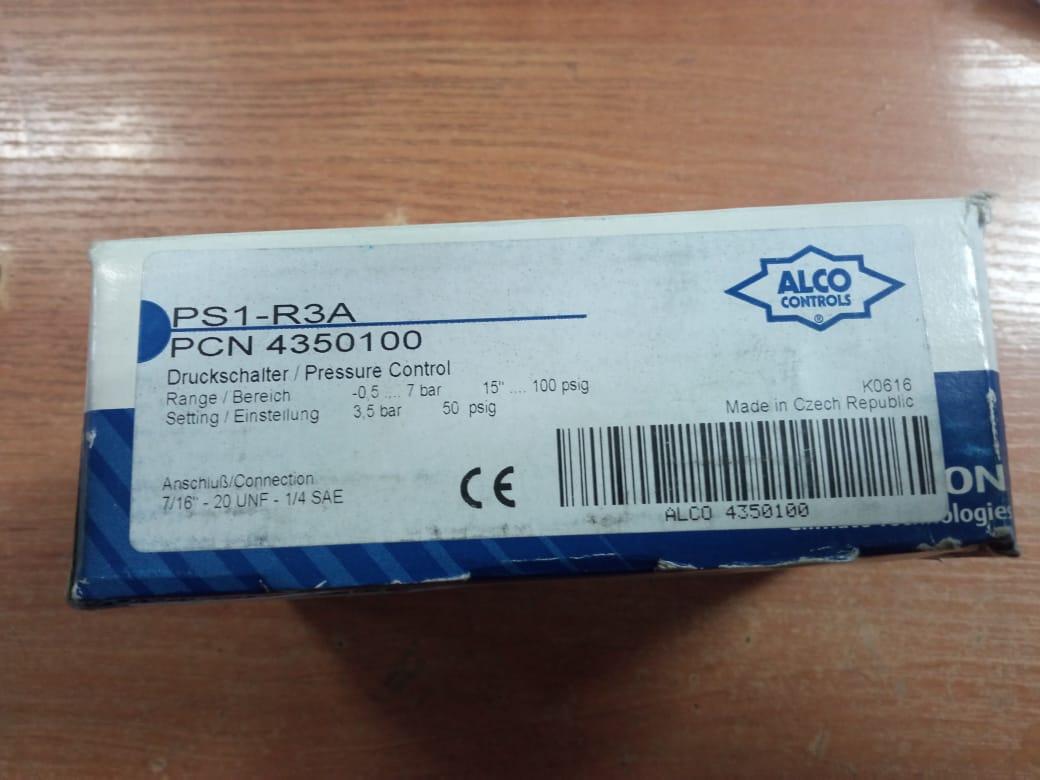 PS1-R3A
PCN 4350100
Druckschalter / Pressure Control
Range / Bereich -0,5 .... 7 bar 15" .... 100 psig
Setting / Einstellung 3,5 bar 50 psig
Anschluß/Connection
7/16" - 20 UNF - 1/4 SAE
CE
ALCO
CONTROLS
®
K0616
Made in Czech Republic
ALCO 4350100
ON